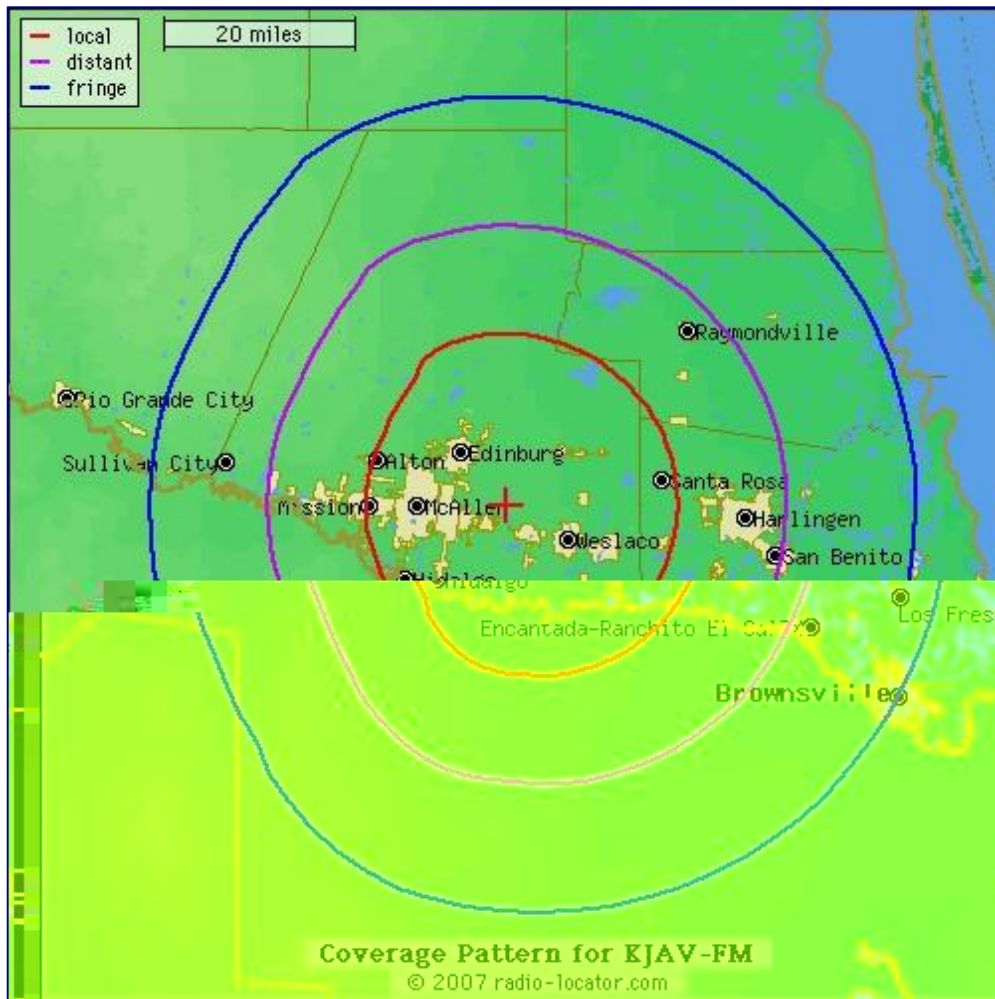 local
20 miles
distant
fringe
Raymondville
Rio Grande City
Sullivan City
Alton
Edinburg
Santa Rosa
Mission
McAllen
Harlingen
Weslaco
San Benito
Hidalgo
Los Fres
Encantada-Ranchito El
Brownsville
Coverage Pattern for KJAV-FM
© 2007 radio-locator.com